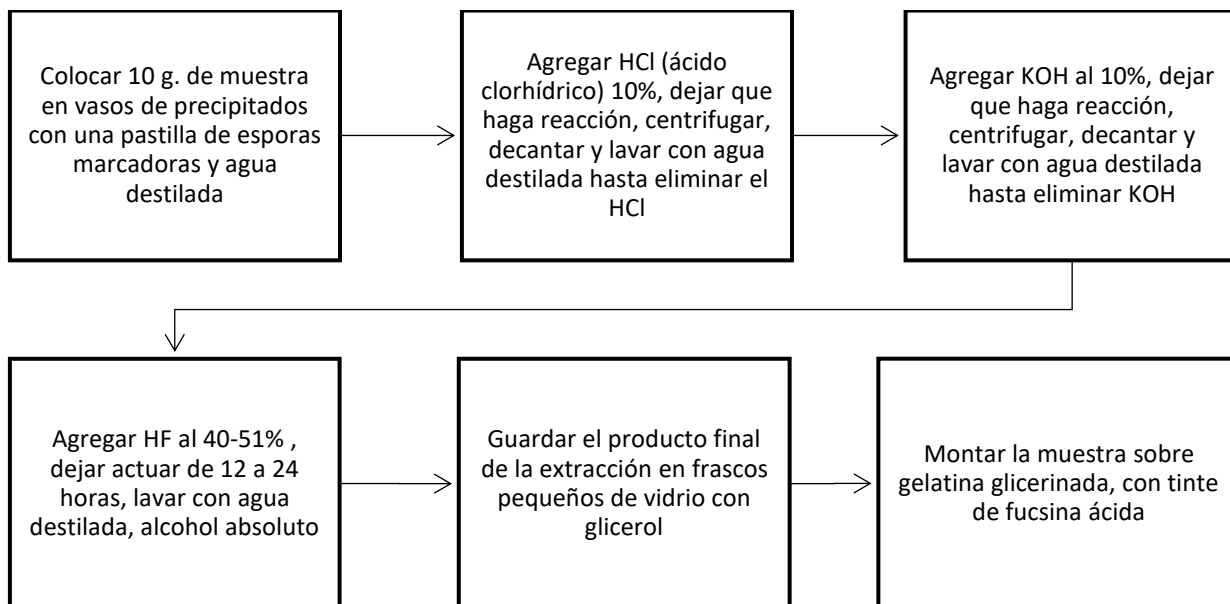 Colocar 10 g. de muestra
en vasos de precipitados
con una pastilla de esporas
marcadoras y agua
destilada
Agregar HCl (ácido
clorhídrico) 10%, dejar que
haga reacción, centrifugar,
decantar y lavar con agua
destilada hasta eliminar el
HCl
Agregar KOH al 10%, dejar
que haga reacción,
centrifugar, decantar y
lavar con agua destilada
hasta eliminar KOH
Agregar HF al 40-51% ,
dejar actuar de 12 a 24
horas, lavar con agua
destilada, alcohol absoluto
Guardar el producto final
de la extracción en frascos
pequeños de vidrio con
glicerol
Montar la muestra sobre
gelatina glicerinada, con tinte
de fucsina ácida